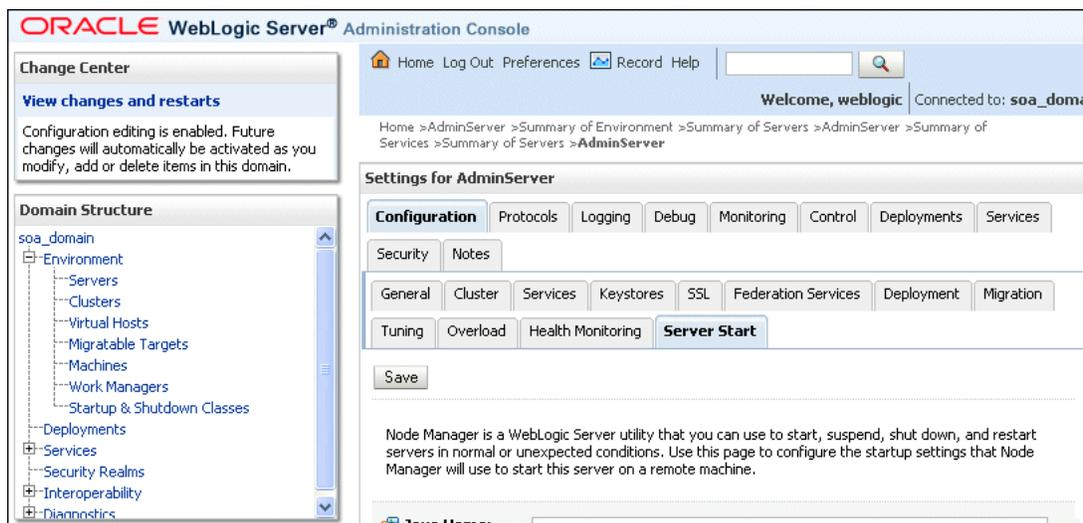 ORACLE WebLogic Server® Administration Console
Change Center
View changes and restarts
Configuration editing is enabled. Future
changes will automatically be activated as you
modify, add or delete items in this domain.
Domain Structure
soa_domain
Environment
Servers
Clusters
Virtual Hosts
Migratable Targets
Machines
Work Managers
Startup & Shutdown Classes
Deployments
Services
Security Realms
Interoperability
Diagnostics
Home Log Out Preferences Record Help
Welcome, weblogic Connected to: soa_doma
Home >AdminServer >Summary of Environment >Summary of Servers >AdminServer >Summary of
Services >Summary of Servers >AdminServer
Settings for AdminServer
Configuration Protocols Logging Debug Monitoring Control Deployments Services
Security Notes
General Cluster Services Keystores SSL Federation Services Deployment Migration
Tuning Overload Health Monitoring Server Start
Save
Node Manager is a WebLogic Server utility that you can use to start, suspend, shut down, and restart
servers in normal or unexpected conditions. Use this page to configure the startup settings that Node
Manager will use to start this server on a remote machine.
Java Home: